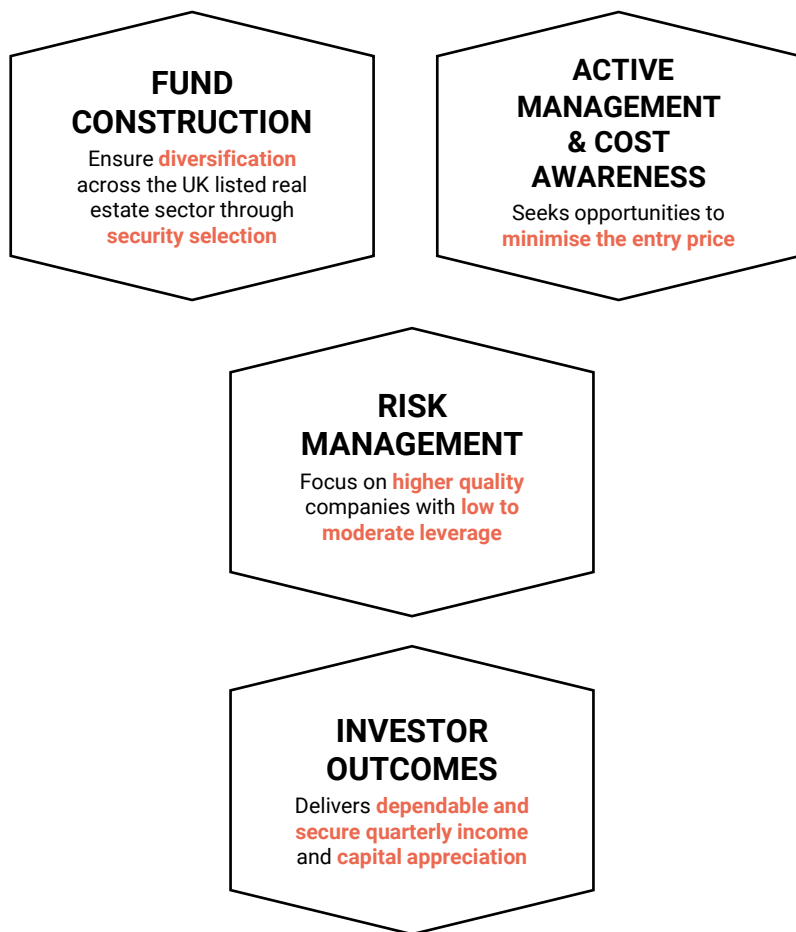 FUND
CONSTRUCTION
Ensure diversification
across the UK listed real
estate sector through
security selection
ACTIVE
MANAGEMENT
& COST
AWARENESS
Seeks opportunities to
minimise the entry price
RISK
MANAGEMENT
Focus on higher quality
companies with low to
moderate leverage
INVESTOR
OUTCOMES
Delivers dependable and
secure quarterly income
and capital appreciation